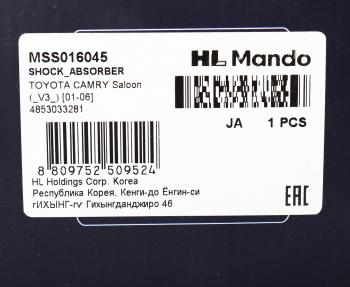 MSS016045
HL Mando
SHOCK_ABSORBER
TOYOTA CAMRY Saloon
(_V3_) [01-06]
4853033281
JA 1 PCS
8 809752 509524
HL Holdings Corp. Korea
Республика Корея, Кенги-до Ёнгин-си
гИХЫНГ-гу Гихынгданджиро 46
EAC